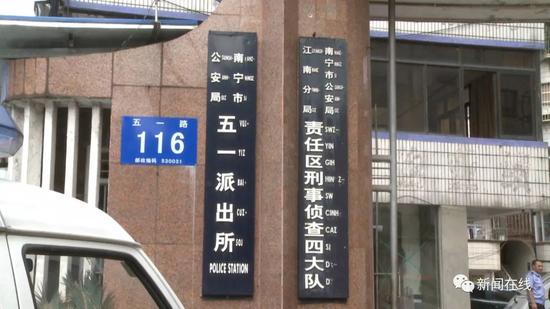 五一路
116
邮政编码 530031
南宁市
公安局
五一派出所
POLICE STATION
南宁市公安局
江南分局
责任区刑事侦查四大队
新闻在线